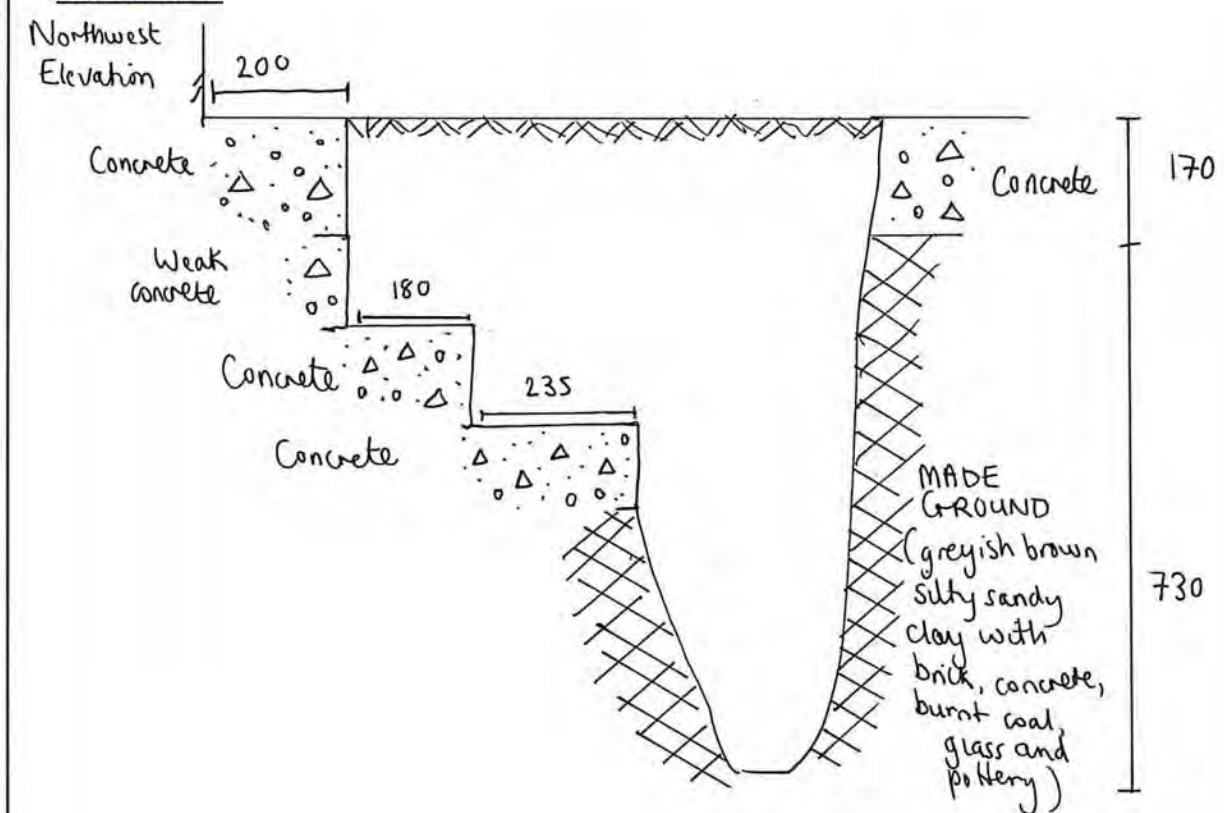 Northwest
Elevation
200
Concrete
Concrete
170
Weak
concrete
180
Concrete
235
Concrete
MADE
GROUND
(greyish brown
silty sandy
clay with
brick, concrete,
burnt coal,
glass and
pottery)
730